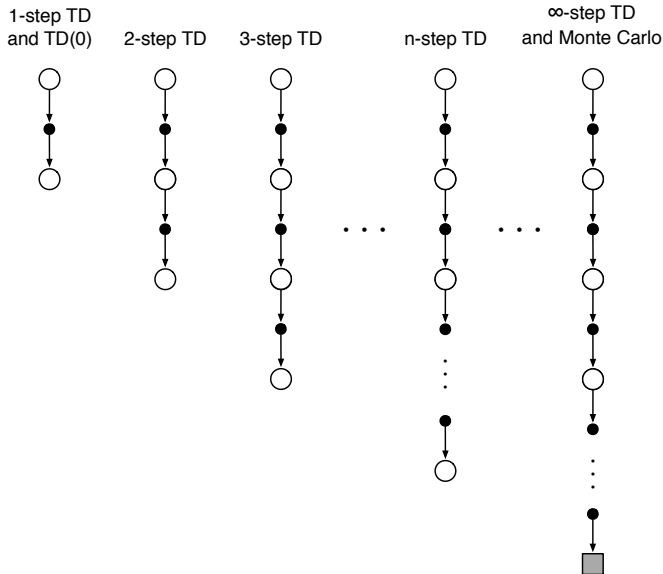 1-step TD
and TD(0)
2-step TD
3-step TD
n-step TD
∞-step TD
and Monte Carlo